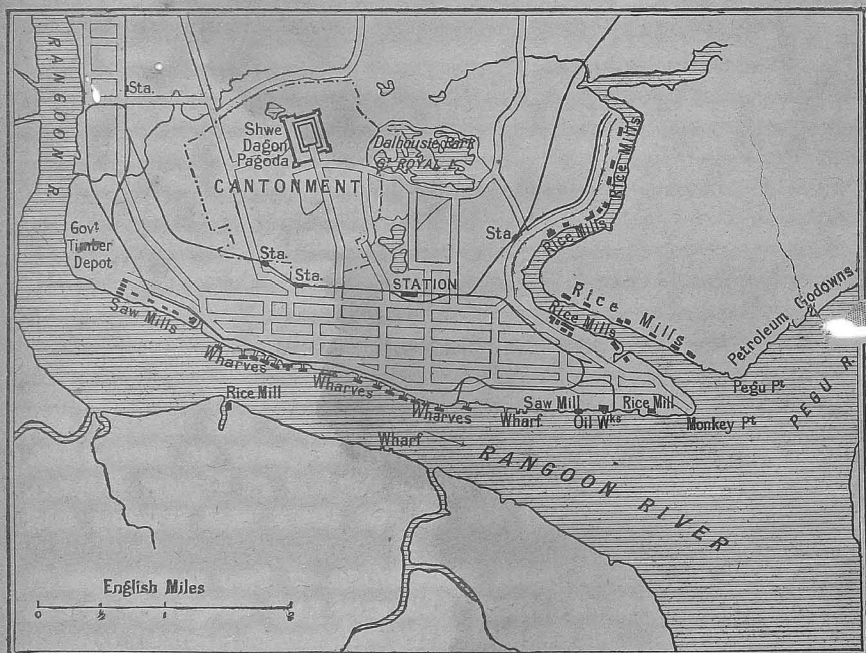 RANGOON R.
Sta.
Shwe
Dagon
Pagoda
Dalhousie Park
or ROYAL L.
CANTONMENT
Rice Mills
Rice Mills
Sta.
Govt
Timber
Depot
Sta.
Sta.
STATION
Saw Mills
Rice Mills
Rice Mills
Petroleum Godowns
Wharves
Wharves
Wharves
Rice Mill
Wharf
Saw Mill
Oil Wks
Rice Mill
Pegu Pt
Monkey Pt
PEGU R.
Wharf
RANGOON RIVER
English Miles
0 ½ 1 2